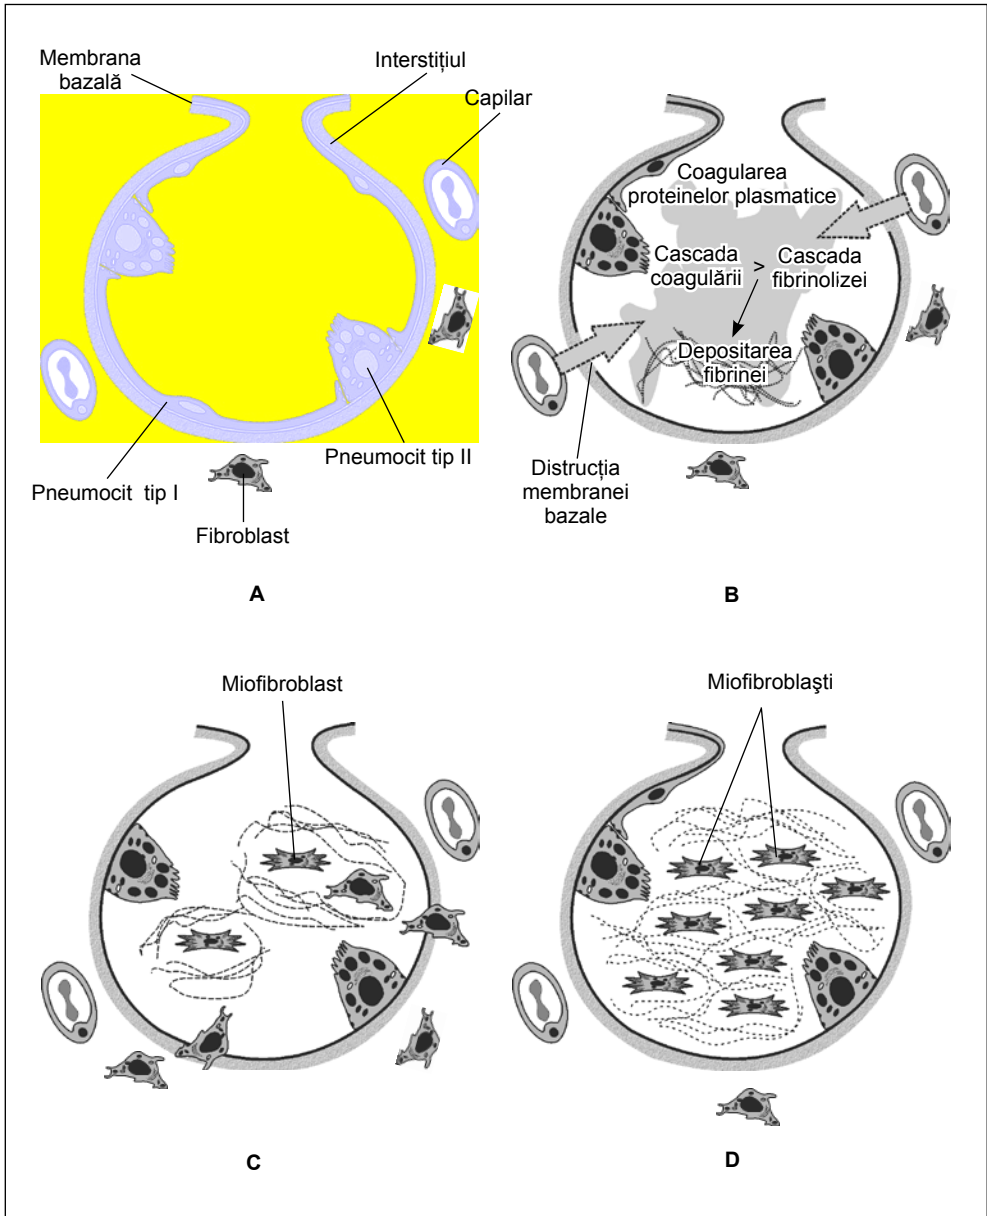 Membrana
bazală
Interstițiul
Capilar
Pneumocit tip I
Pneumocit tip II
Fibroblast
A
Coagularea
proteinelor plasmatice
Cascada
coagulării
>
Cascada
fibrinolizei
Depositarea
fibrinei
Distrucția
membranei
bazale
B
Miofibroblast
C
Miofibroblaşti
D